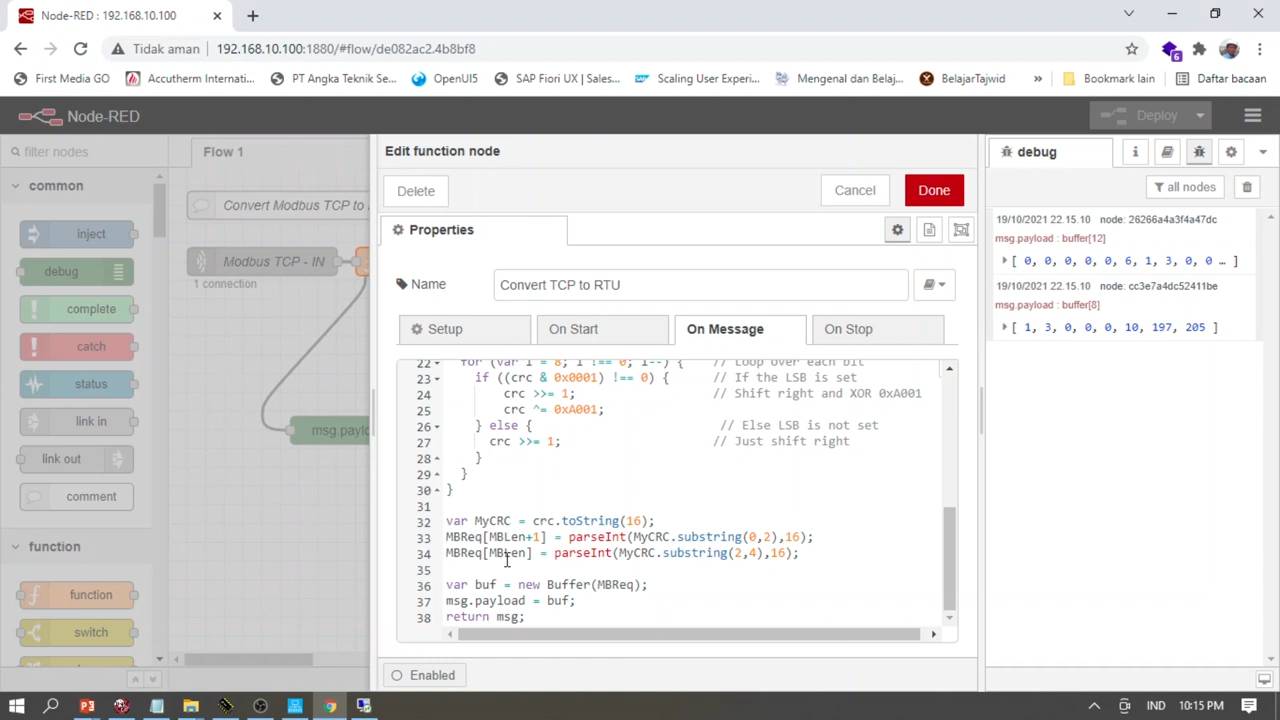 Node-RED : 192.168.10.100
Tidak aman
192.168.10.100:1880/#flow/de082ac2.4b8bf8
6
First Media GO
Accutherm Internati...
PT Angka Teknik Se...
OpenUI5
SAP Fiori UX | Sales...
Scaling User Experi...
Mengenal dan Belaj...
BelajarTajwid
»
Bookmark lain
Daftar bacaan
Node-RED
Deploy
filter nodes
common
inject
debug
complete
catch
status
link in
link out
comment
function
function
switch
Flow 1
Convert Modbus TCP to
Modbus TCP - IN
1 connection
msg.paylo
Edit function node
Delete
Cancel
Done
Properties
Name
Convert TCP to RTU
Setup
On Start
On Message
On Stop
22 for (var i = 8; i !== 0; i--) { // Loop over each bit
23 if ((crc & 0x0001) !== 0) { // If the LSB is set
24 crc >>= 1; // Shift right and XOR 0xA001
25 crc ^= 0xA001;
26 } else { // Else LSB is not set
27 crc >>= 1; // Just shift right
28 }
29 }
30 }
31
32 var MyCRC = crc.toString(16);
33 MBReq[MBLen+1] = parseInt(MyCRC.substring(0,2),16);
34 MBReq[MBLen] = parseInt(MyCRC.substring(2,4),16);
35
36 var buf = new Buffer(MBReq);
37 msg.payload = buf;
38 return msg;
Enabled
debug
i
all nodes
19/10/2021 22.15.10 node: 26266a4a3f4a47dc
msg.payload : buffer[12]
[ 0, 0, 0, 0, 0, 6, 1, 3, 0, 0 … ]
19/10/2021 22.15.10 node: cc3e7a4dc52411be
msg.payload : buffer[8]
[ 1, 3, 0, 0, 0, 10, 197, 205 ]
IND
10:15 PM